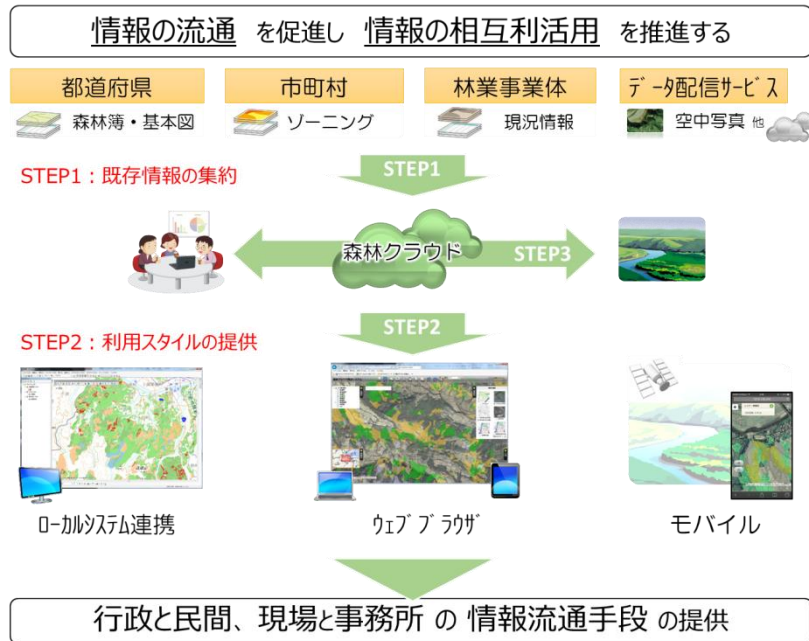 情報の流通 を促進し 情報の相互利活用 を推進する
都道府県
森林簿・基本図
市町村
ゾーニング
林業事業体
現況情報
ﾃﾞｰﾀ配信ｻｰﾋﾞｽ
空中写真 他
STEP1
STEP1：既存情報の集約
森林クラウド
STEP3
STEP2
STEP2：利用スタイルの提供
ﾛｰｶﾙｼｽﾃﾑ連携
ｳｪﾌﾞﾌﾞﾗｳｻﾞ
モバイル
行政と民間、現場と事務所 の 情報流通手段 の提供